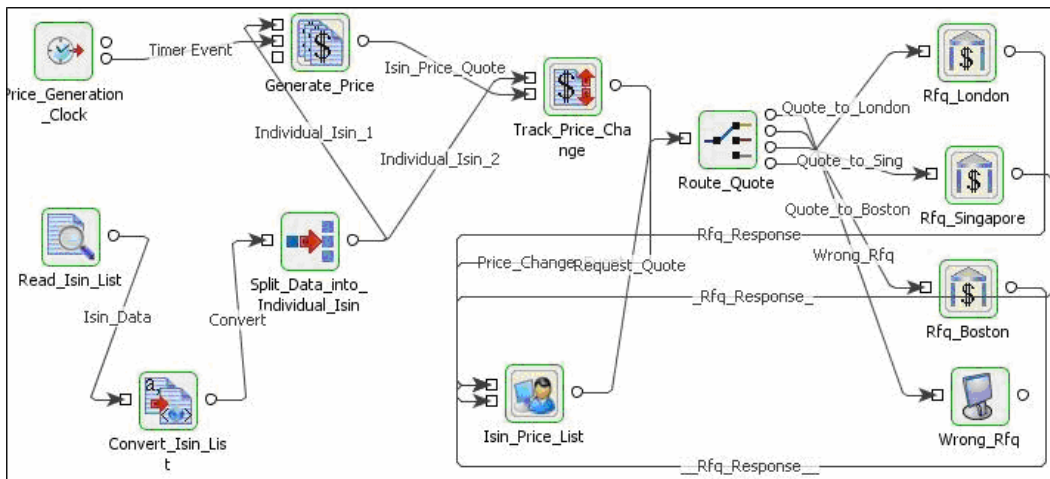 Price_Generation
_Clock
Timer Event
Generate_Price
Isin_Price_Quote
Track_Price_Cha
nge
Individual_Isin_1
Individual_Isin_2
Route_Quote
Quote_to_London
Quote_to_Sing
Quote_to_Boston
Wrong_Rfq
Rfq_London
Rfq_Singapore
Rfq_Boston
Wrong_Rfq
Read_Isin_List
Isin_Data
a,
Convert_Isin_Lis
t
Convert
Split_Data_into_
Individual_Isin
Rfq_Response
Price_Change
Request_Quote
_Rfq_Response_
Isin_Price_List
__Rfq_Response__